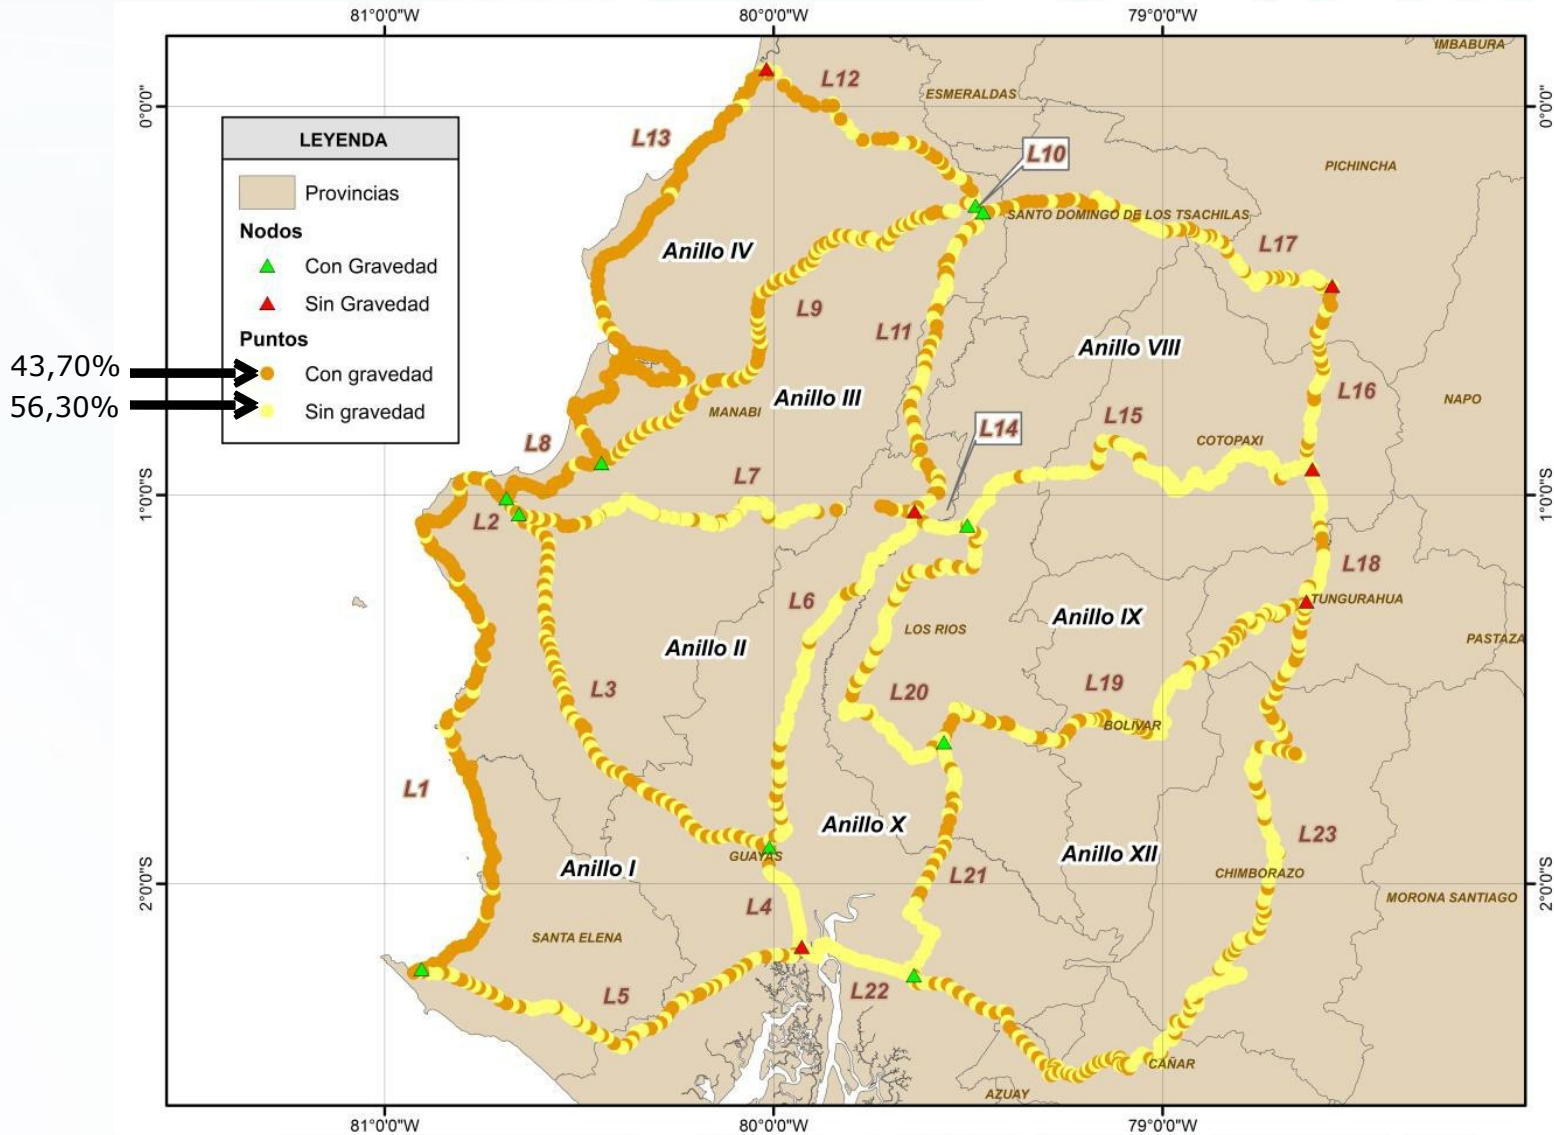 81°0'0"W
80°0'0"W
79°0'0"W
IMBABURA
L12
ESMERALDAS
0°0'0"
0°0'0"
LEYENDA
L13
L10
PICHINCHA
Provincias
SANTO DOMINGO DE LOS TSACHILAS
Nodos
Anillo IV
L17
Con Gravedad
Sin Gravedad
L9
L11
Puntos
Anillo VIII
43,70%
Con gravedad
56,30%
Sin gravedad
Anillo III
L16
NAPO
MANABI
L15
L14
COTOPAXI
L8
L7
1°0'0"S
1°0'0"S
L2
L18
L6
TUNGURAHUA
Anillo IX
LOS RIOS
PASTAZA
Anillo II
L3
L20
L19
BOLÍVAR
L1
Anillo X
L23
Anillo XII
GUAYAS
Anillo I
L21
CHIMBORAZO
2°0'0"S
2°0'0"S
MORONA SANTIAGO
L4
SANTA ELENA
L5
L22
CAÑAR
AZUAY
81°0'0"W
80°0'0"W
79°0'0"W